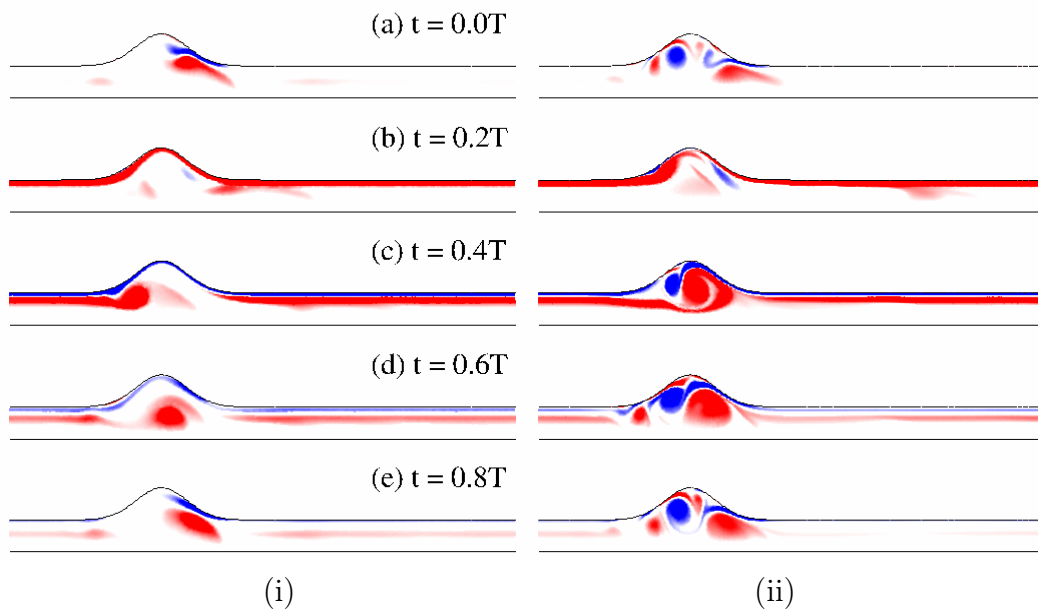 (a) t = 0.0T
(b) t = 0.2T
(c) t = 0.4T
(d) t = 0.6T
(e) t = 0.8T
(i)
(ii)